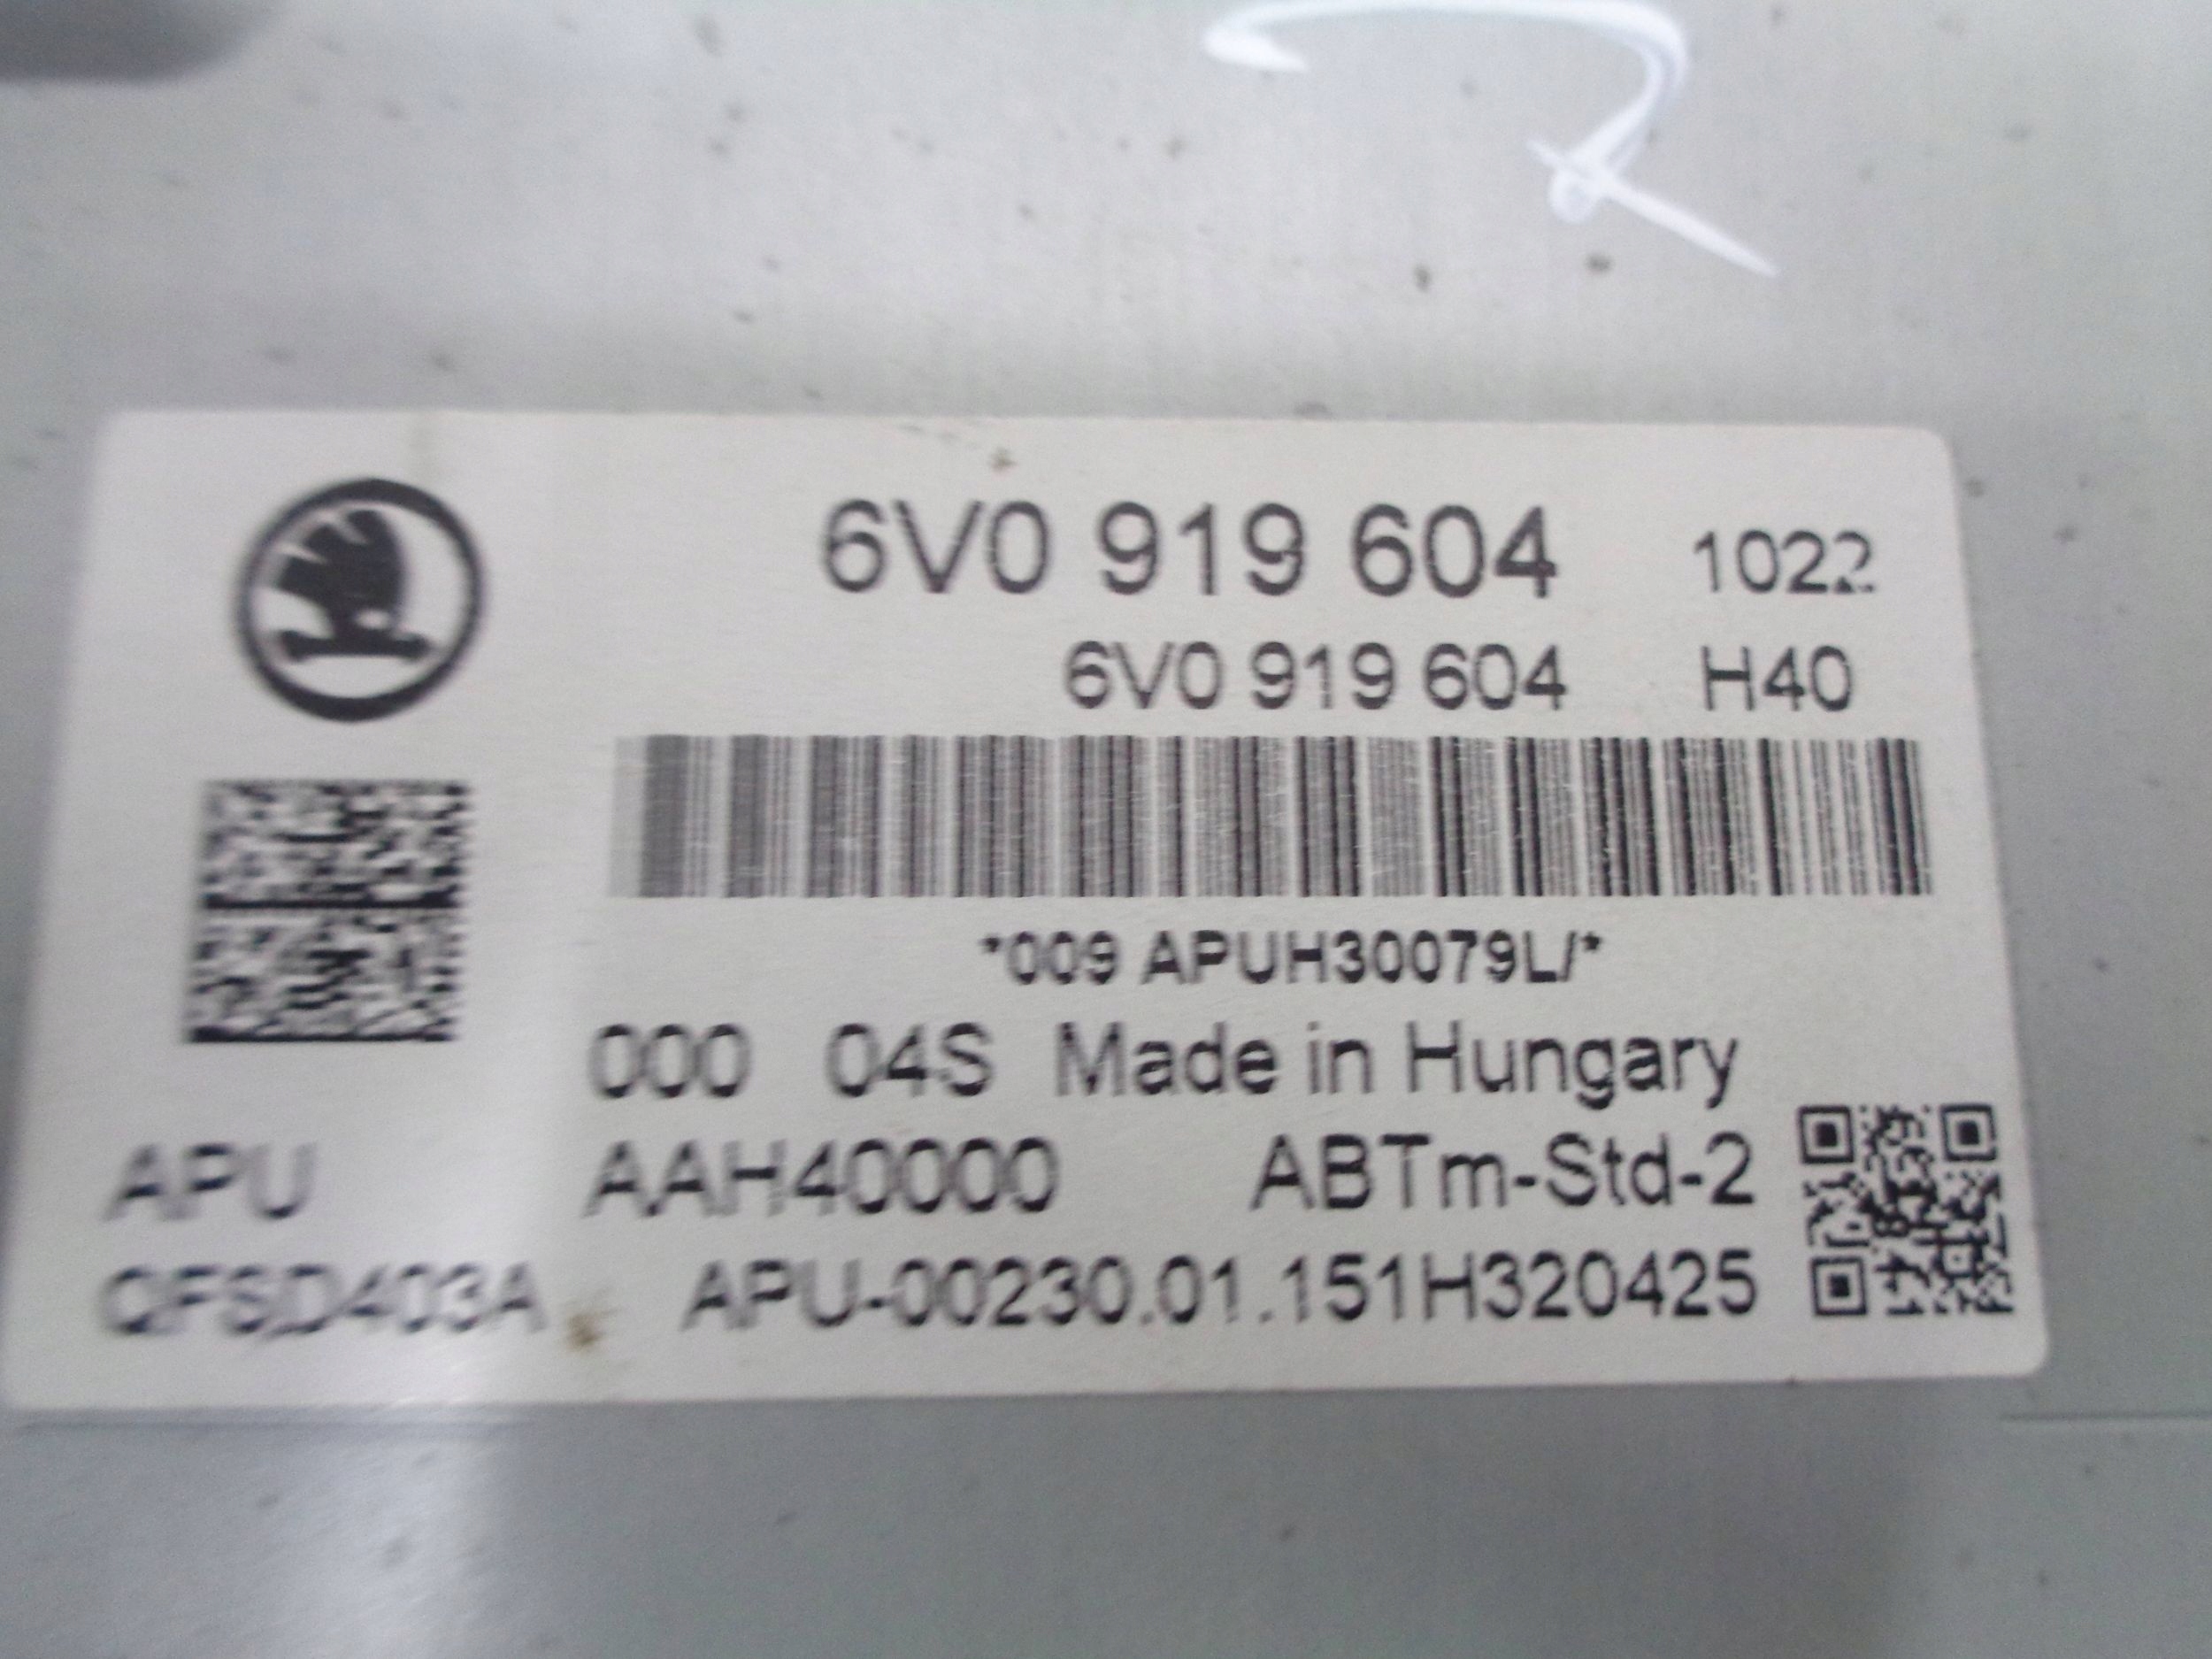 6V0 919 604 1022
6V0 919 604 H40
*009 APUH30079L/*
000 04S Made in Hungary
APU AAH40000 ABTm-Std-2
QFSD403A APU-00230.01.151H320425